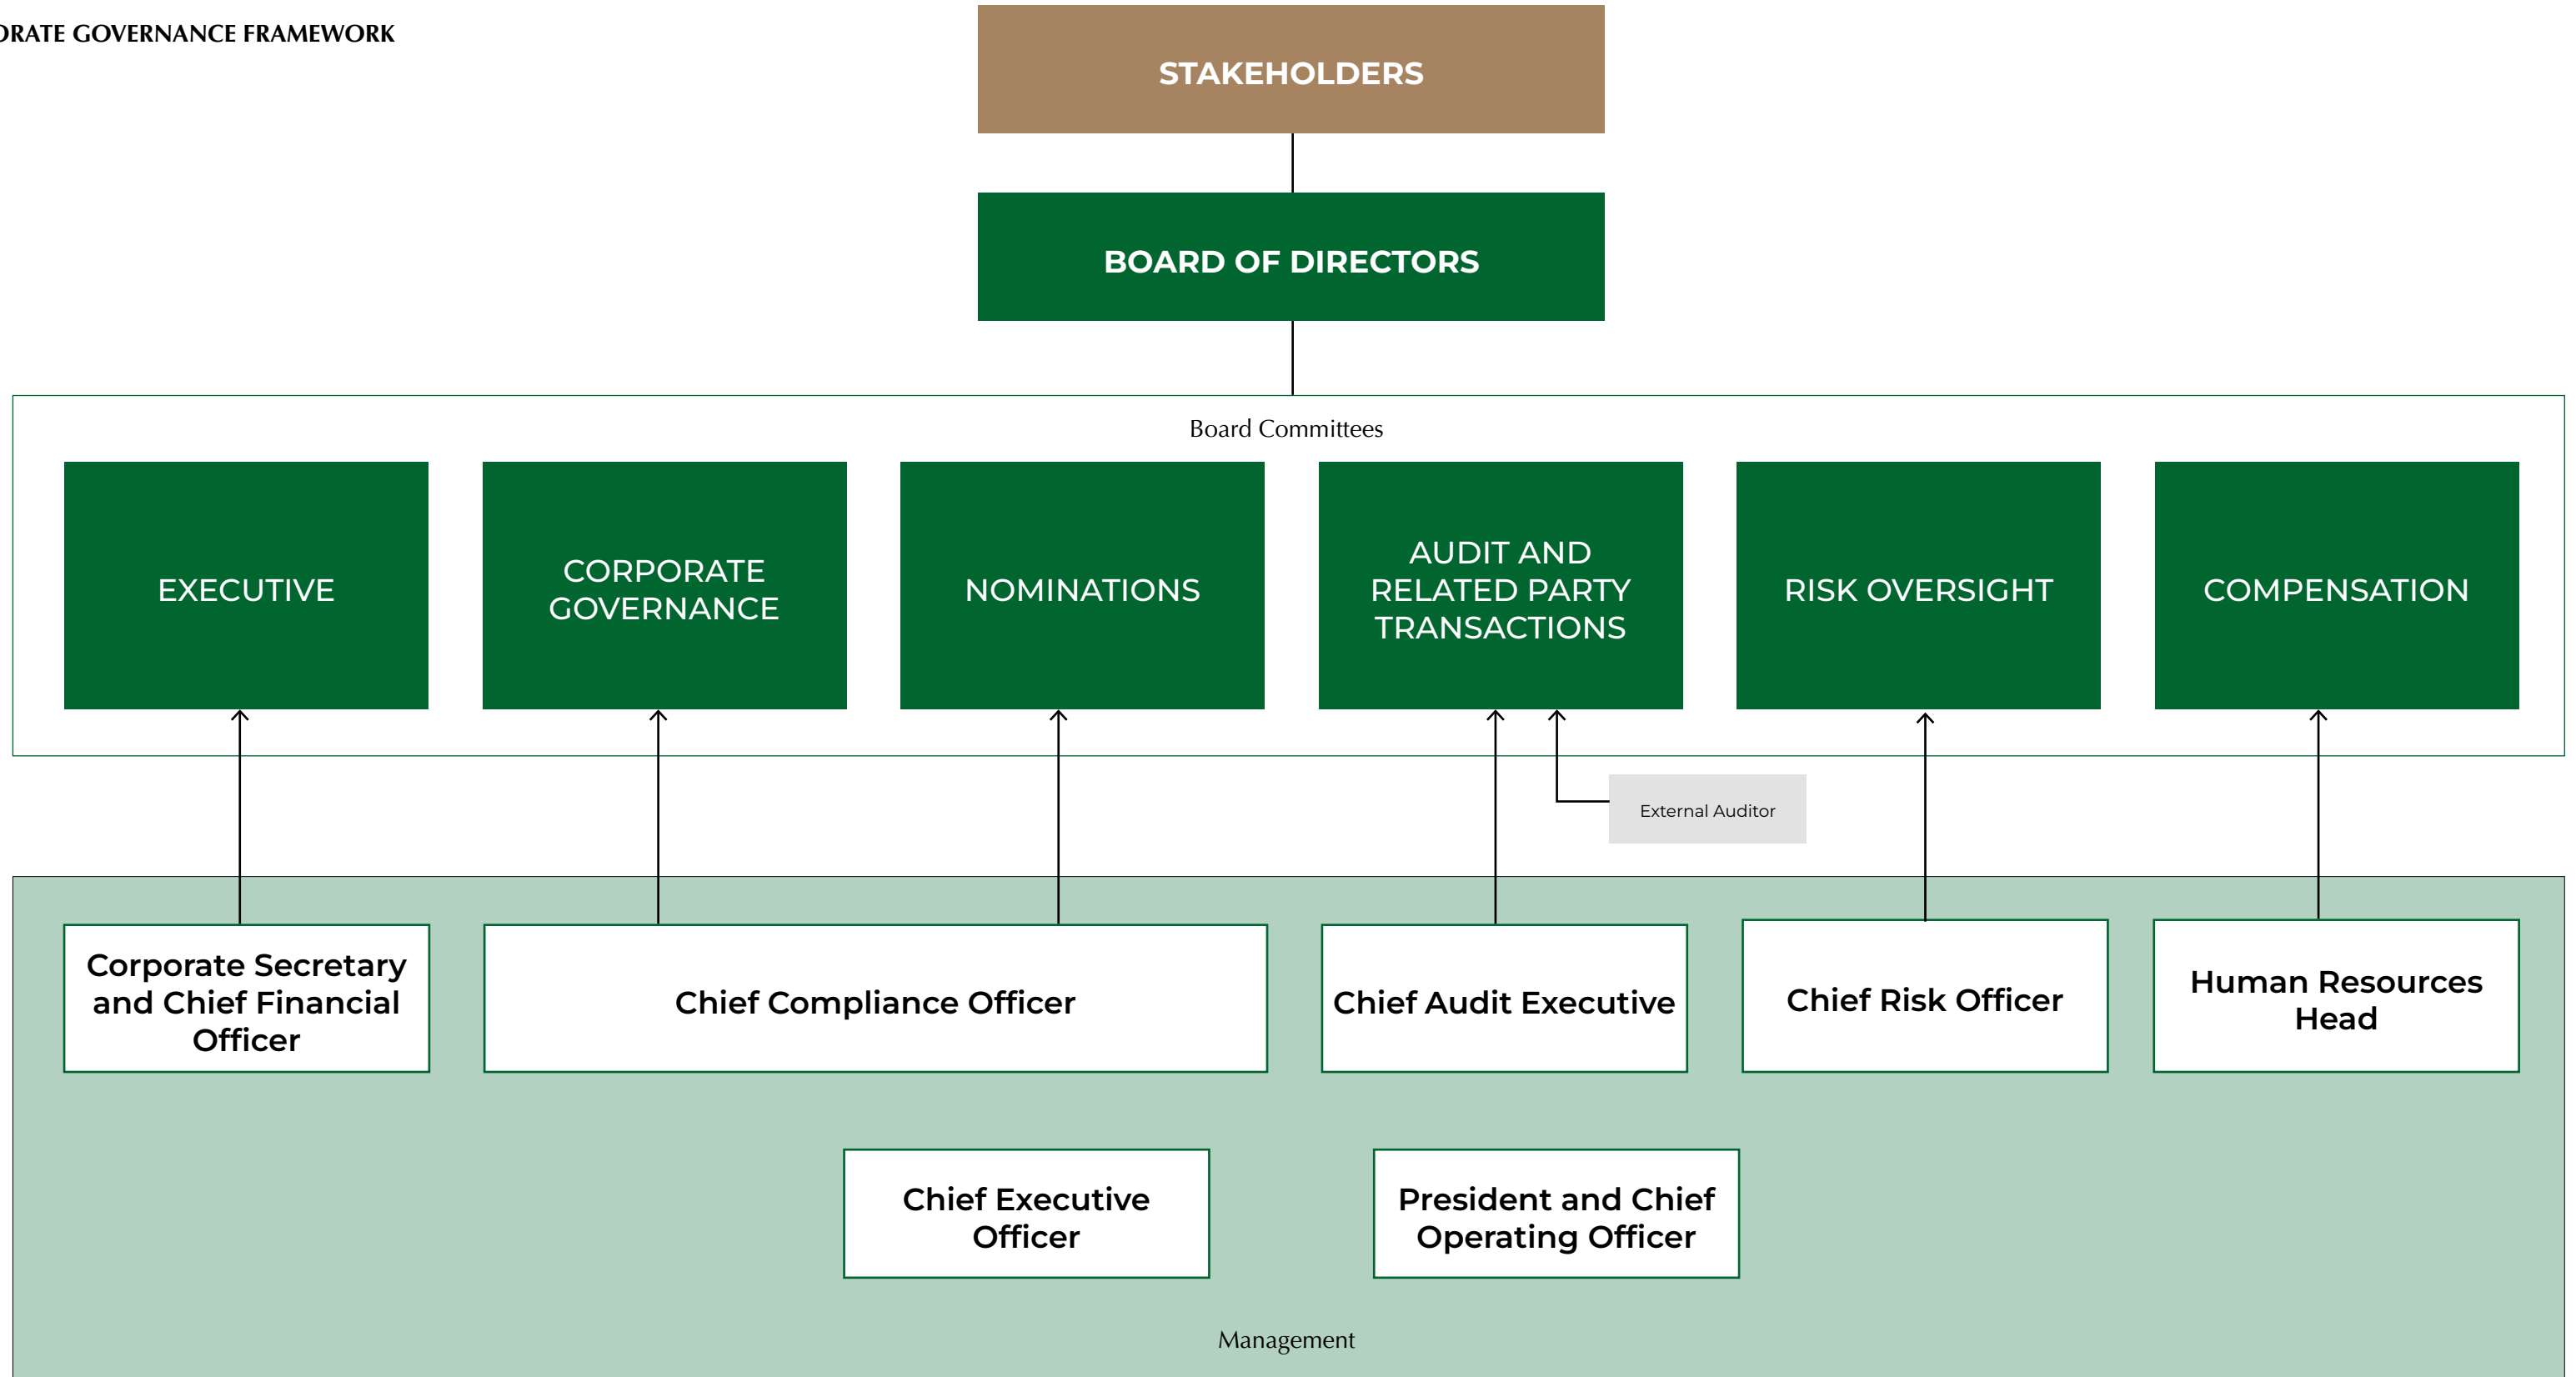 ORATE GOVERNANCE FRAMEWORK
STAKEHOLDERS
BOARD OF DIRECTORS
Board Committees
EXECUTIVE
CORPORATE
GOVERNANCE
NOMINATIONS
AUDIT AND
RELATED PARTY
TRANSACTIONS
RISK OVERSIGHT
COMPENSATION
External Auditor
Corporate Secretary
and Chief Financial
Officer
Chief Compliance Officer
Chief Audit Executive
Chief Risk Officer
Human Resources
Head
Chief Executive
Officer
President and Chief
Operating Officer
Management